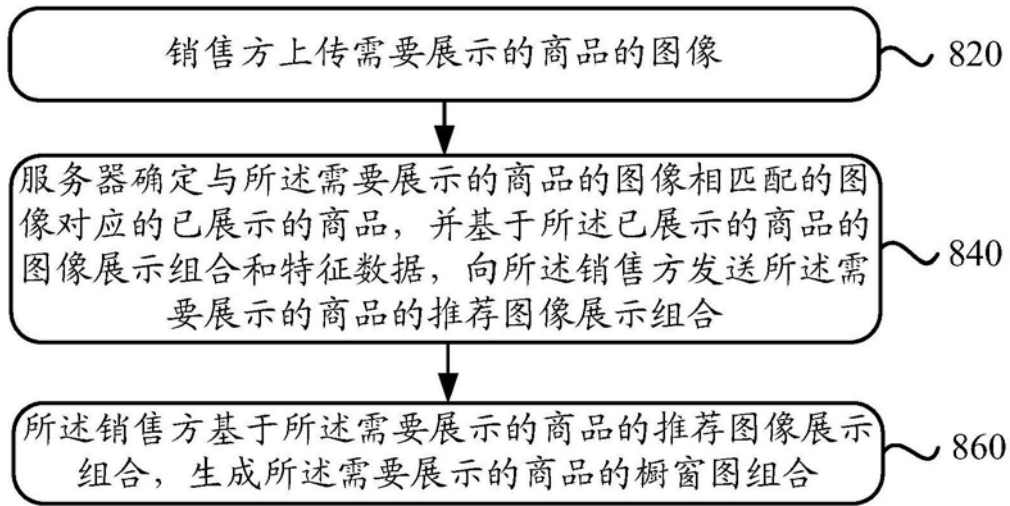 销售方上传需要展示的商品的图像
820
服务器确定与所述需要展示的商品的图像相匹配的图
像对应的已展示的商品，并基于所述已展示的商品的
图像展示组合和特征数据，向所述销售方发送所述需
要展示的商品的推荐图像展示组合
840
所述销售方基于所述需要展示的商品的推荐图像展示
组合，生成所述需要展示的商品的橱窗图组合
860